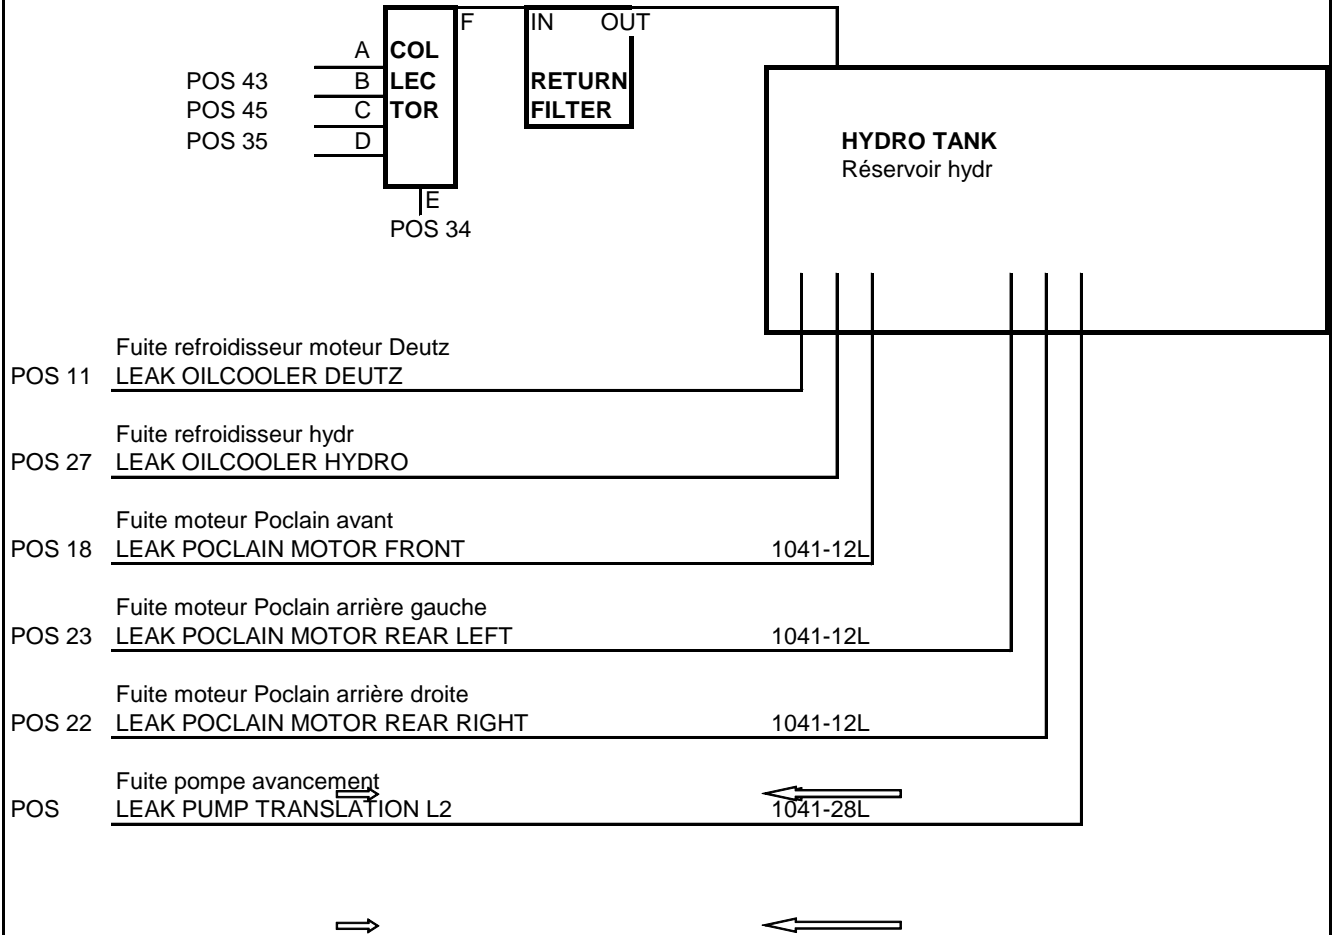 F
IN OUT
A COL
POS 43 B LEC RETURN
POS 45 C TOR FILTER
POS 35 D
HYDRO TANK
Réservoir hydr
E
POS 34
Fuite refroidisseur moteur Deutz
POS 11 LEAK OILCOOLER DEUTZ
Fuite refroidisseur hydr
POS 27 LEAK OILCOOLER HYDRO
Fuite moteur Poclain avant
POS 18 LEAK POCLAIN MOTOR FRONT 1041-12L
Fuite moteur Poclain arrière gauche
POS 23 LEAK POCLAIN MOTOR REAR LEFT 1041-12L
Fuite moteur Poclain arrière droite
POS 22 LEAK POCLAIN MOTOR REAR RIGHT 1041-12L
Fuite pompe avancement
POS LEAK PUMP TRANSLATION L2 1041-28L